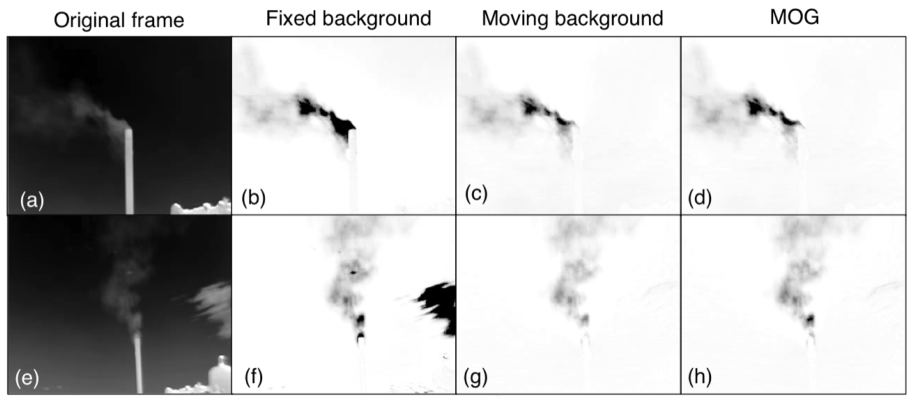 Original frame
Fixed background
Moving background
MOG
(a)
(b)
(c)
(d)
(e)
(f)
(g)
(h)